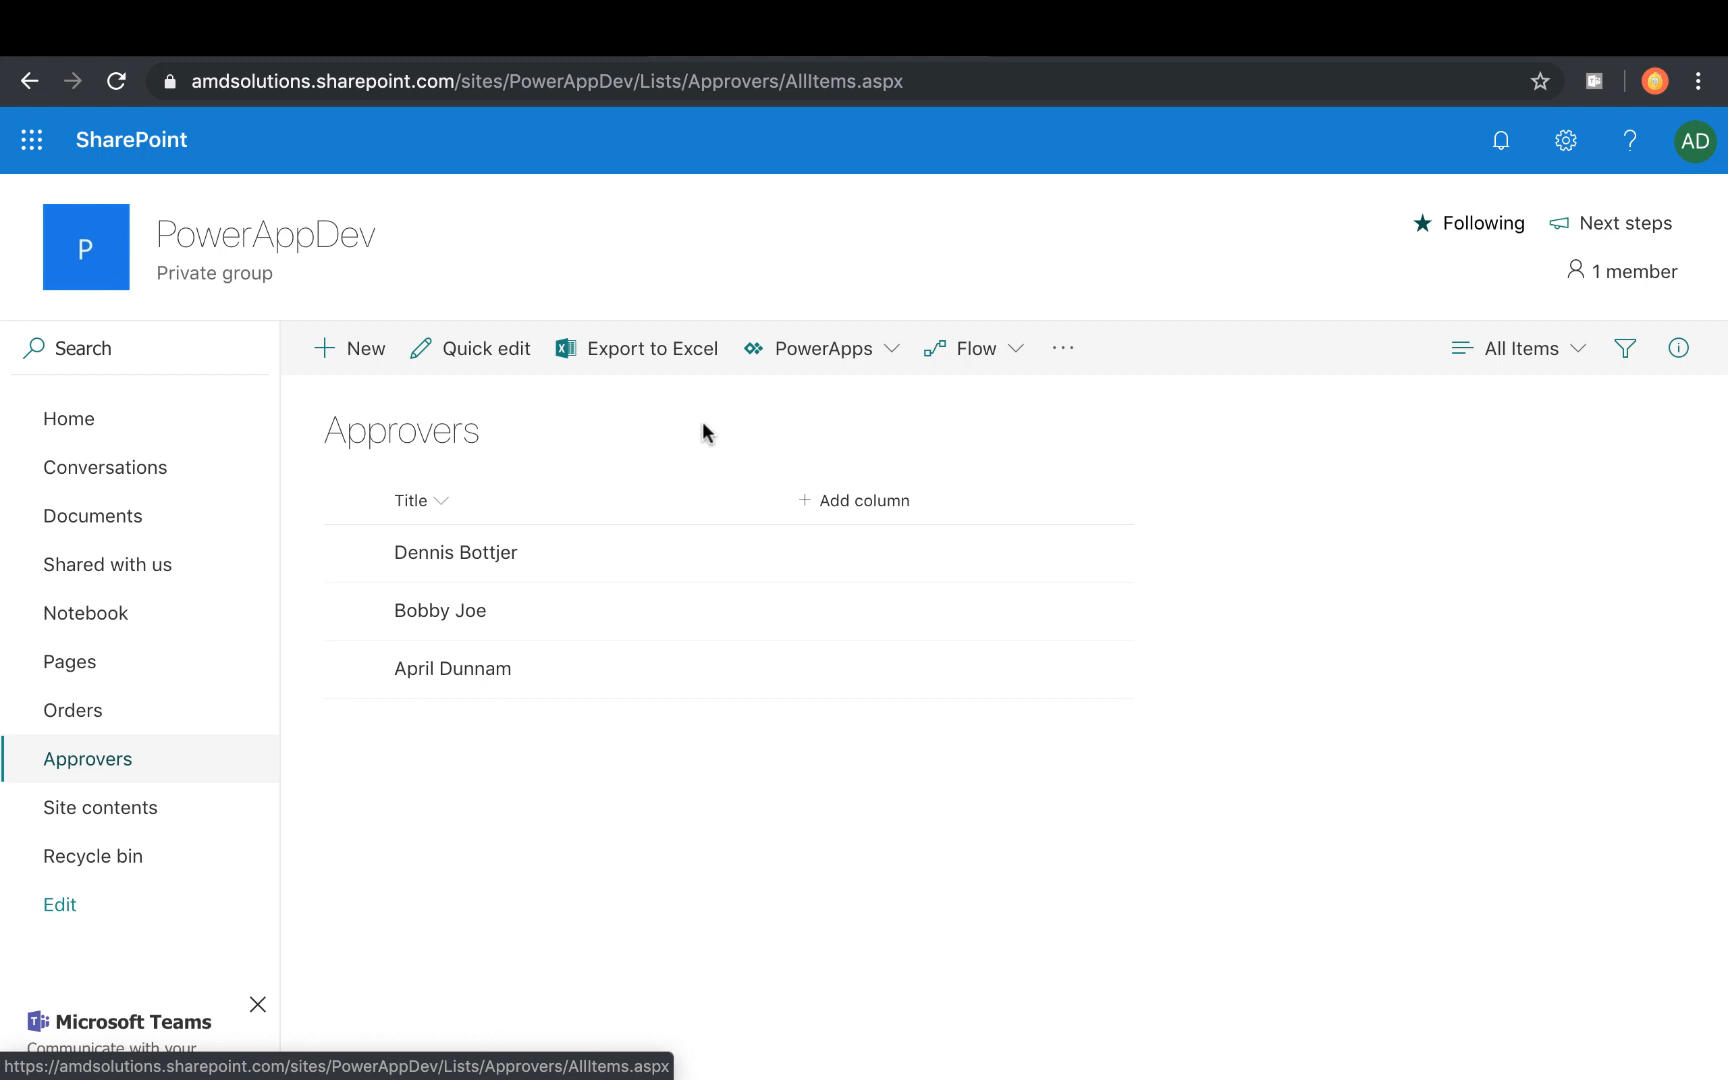 amdsolutions.sharepoint.com/sites/PowerAppDev/Lists/Approvers/AllItems.aspx
SharePoint
AD
P
PowerAppDev
Private group
Following
Next steps
1 member
Search
New
Quick edit
Export to Excel
PowerApps
Flow
All Items
Home
Conversations
Documents
Shared with us
Notebook
Pages
Orders
Approvers
Site contents
Recycle bin
Edit
Approvers
Title
Add column
Dennis Bottjer
Bobby Joe
April Dunnam
Microsoft Teams
Communicate with your
https://amdsolutions.sharepoint.com/sites/PowerAppDev/Lists/Approvers/AllItems.aspx